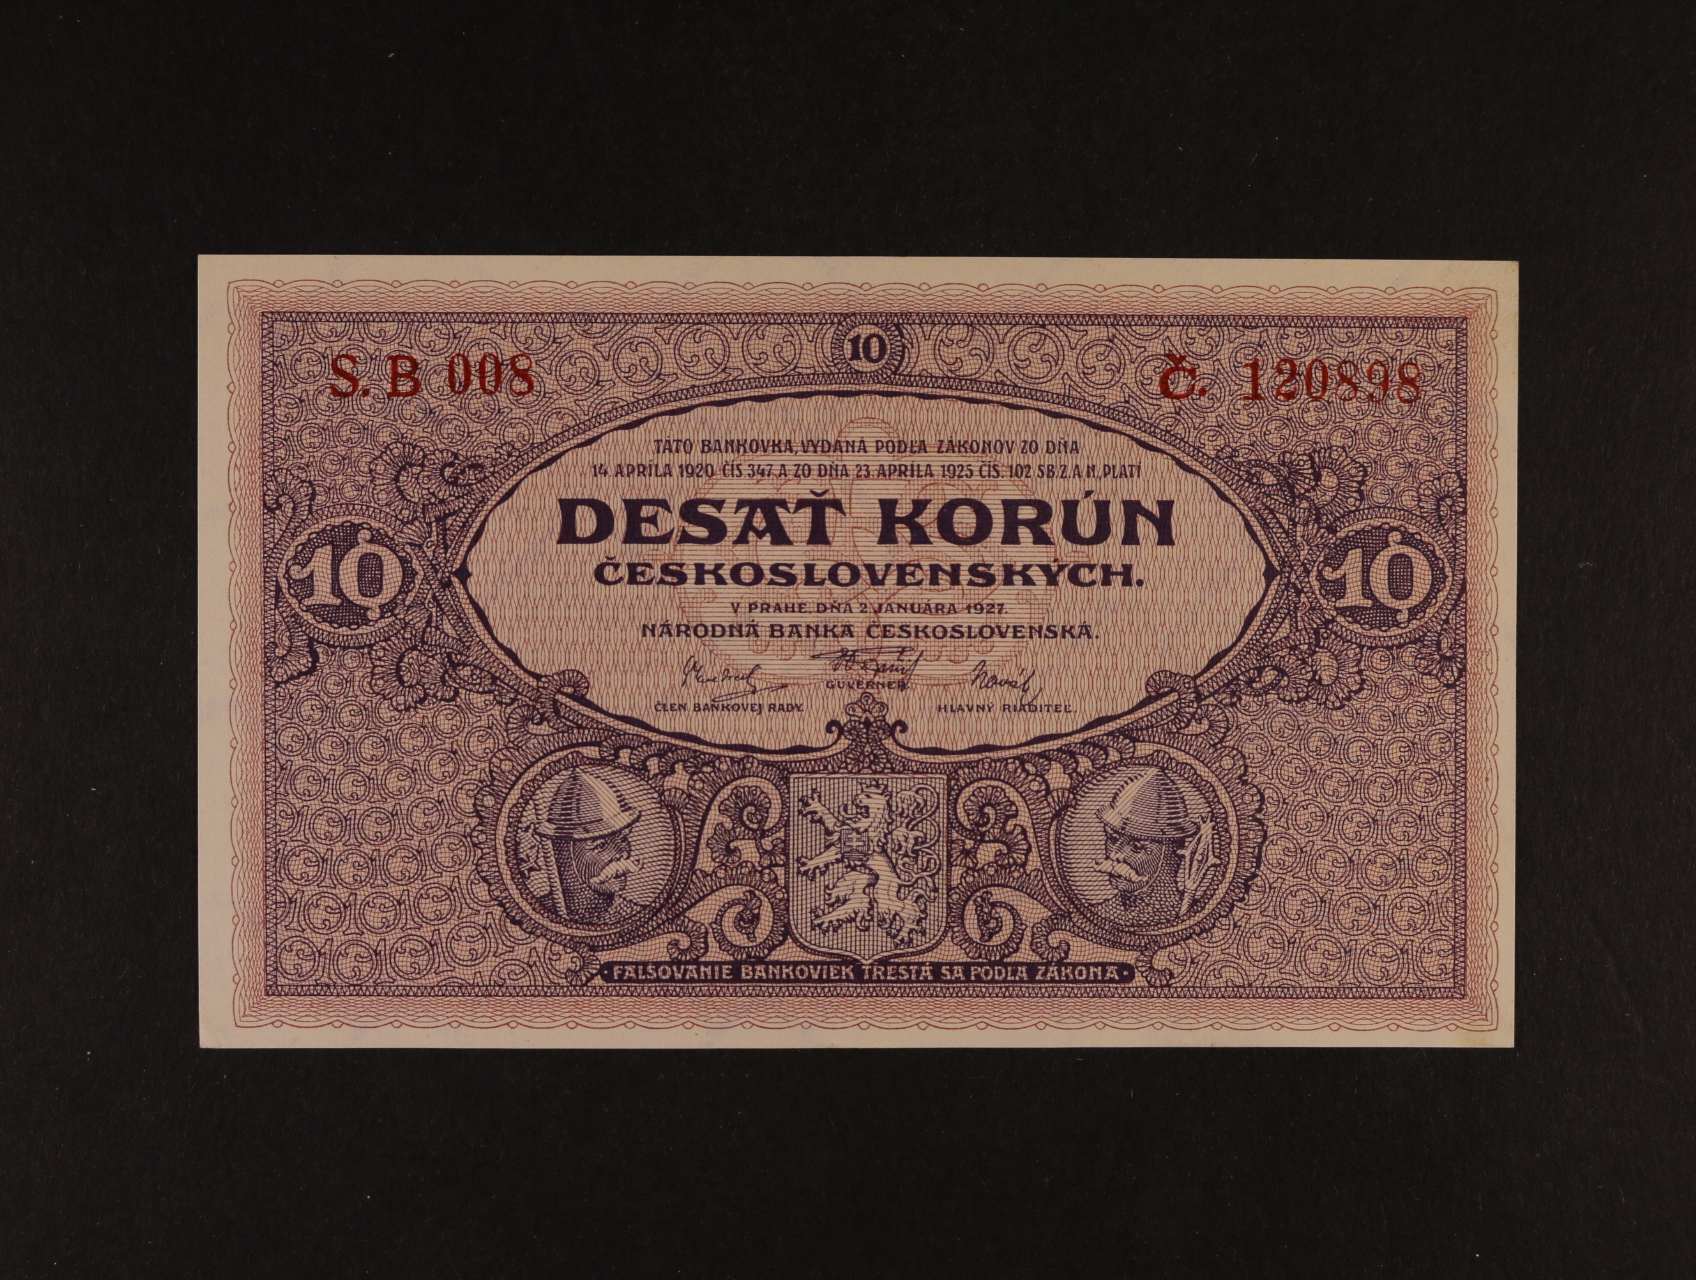 10
S. B 008
Č. 120898
TÁTO BANKOVKA, VYDANÁ PODĽA ZÁKONOV ZO DŇA
14. APRÍLA 1920 ČÍS 347. A ZO DŇA 23. APRÍLA 1925 ČÍS. 102 SB. Z. A N., PLATÍ
DESAŤ KORÚN
ČESKOSLOVENSKÝCH.
10
10
V PRAHE, DŇA 2. JANUÁRA 1927.
NÁRODNÁ BANKA ČESKOSLOVENSKÁ.
GUVERNÉR.
ČLEN BANKOVEJ RADY.
HLAVNÝ RIADITEĽ.
· FALŠOVANIE BANKOVIEK TRESTÁ SA PODĽA ZÁKONA ·